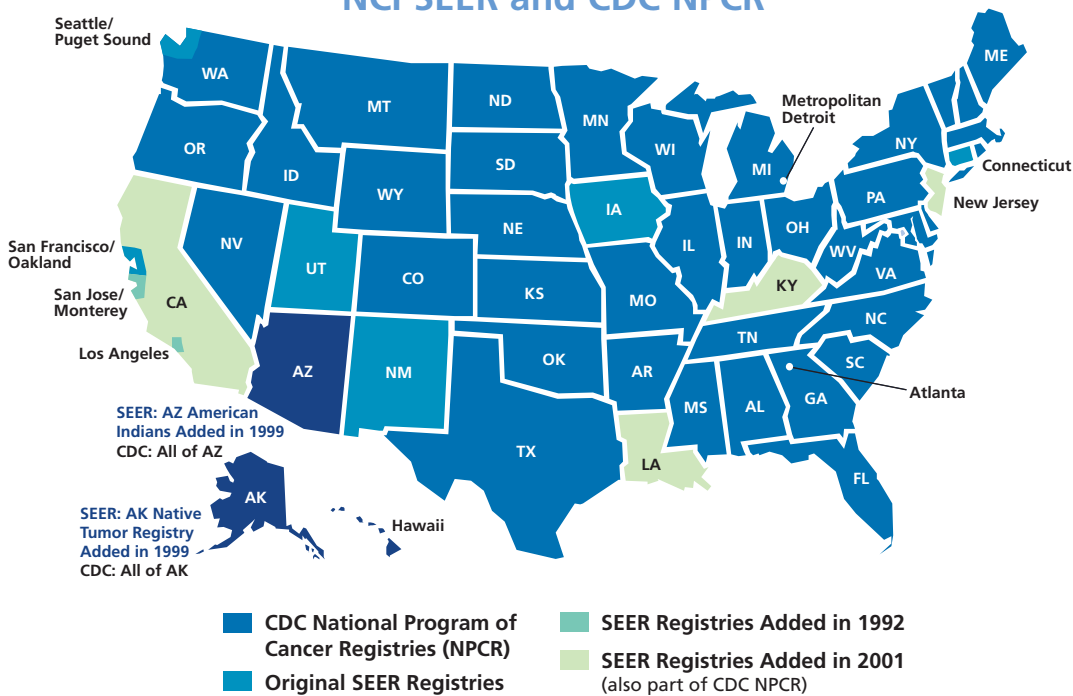 NCI SEER and CDC NPCR
Seattle/
Puget Sound
WA
MT
ND
MN
ME
OR
ID
SD
WI
Metropolitan
Detroit
MI
NY
Connecticut
WY
IA
PA
New Jersey
NE
NV
UT
CO
IL
IN
OH
WV
VA
San Francisco/
Oakland
San Jose/
Monterey
CA
KS
MO
KY
NC
Los Angeles
TN
AZ
NM
OK
AR
SC
Atlanta
MS
AL
GA
SEER: AZ American
Indians Added in 1999
CDC: All of AZ
TX
LA
FL
AK
SEER: AK Native
Tumor Registry
Added in 1999
CDC: All of AK
Hawaii
CDC National Program of
Cancer Registries (NPCR)
Original SEER Registries
SEER Registries Added in 1992
SEER Registries Added in 2001
(also part of CDC NPCR)